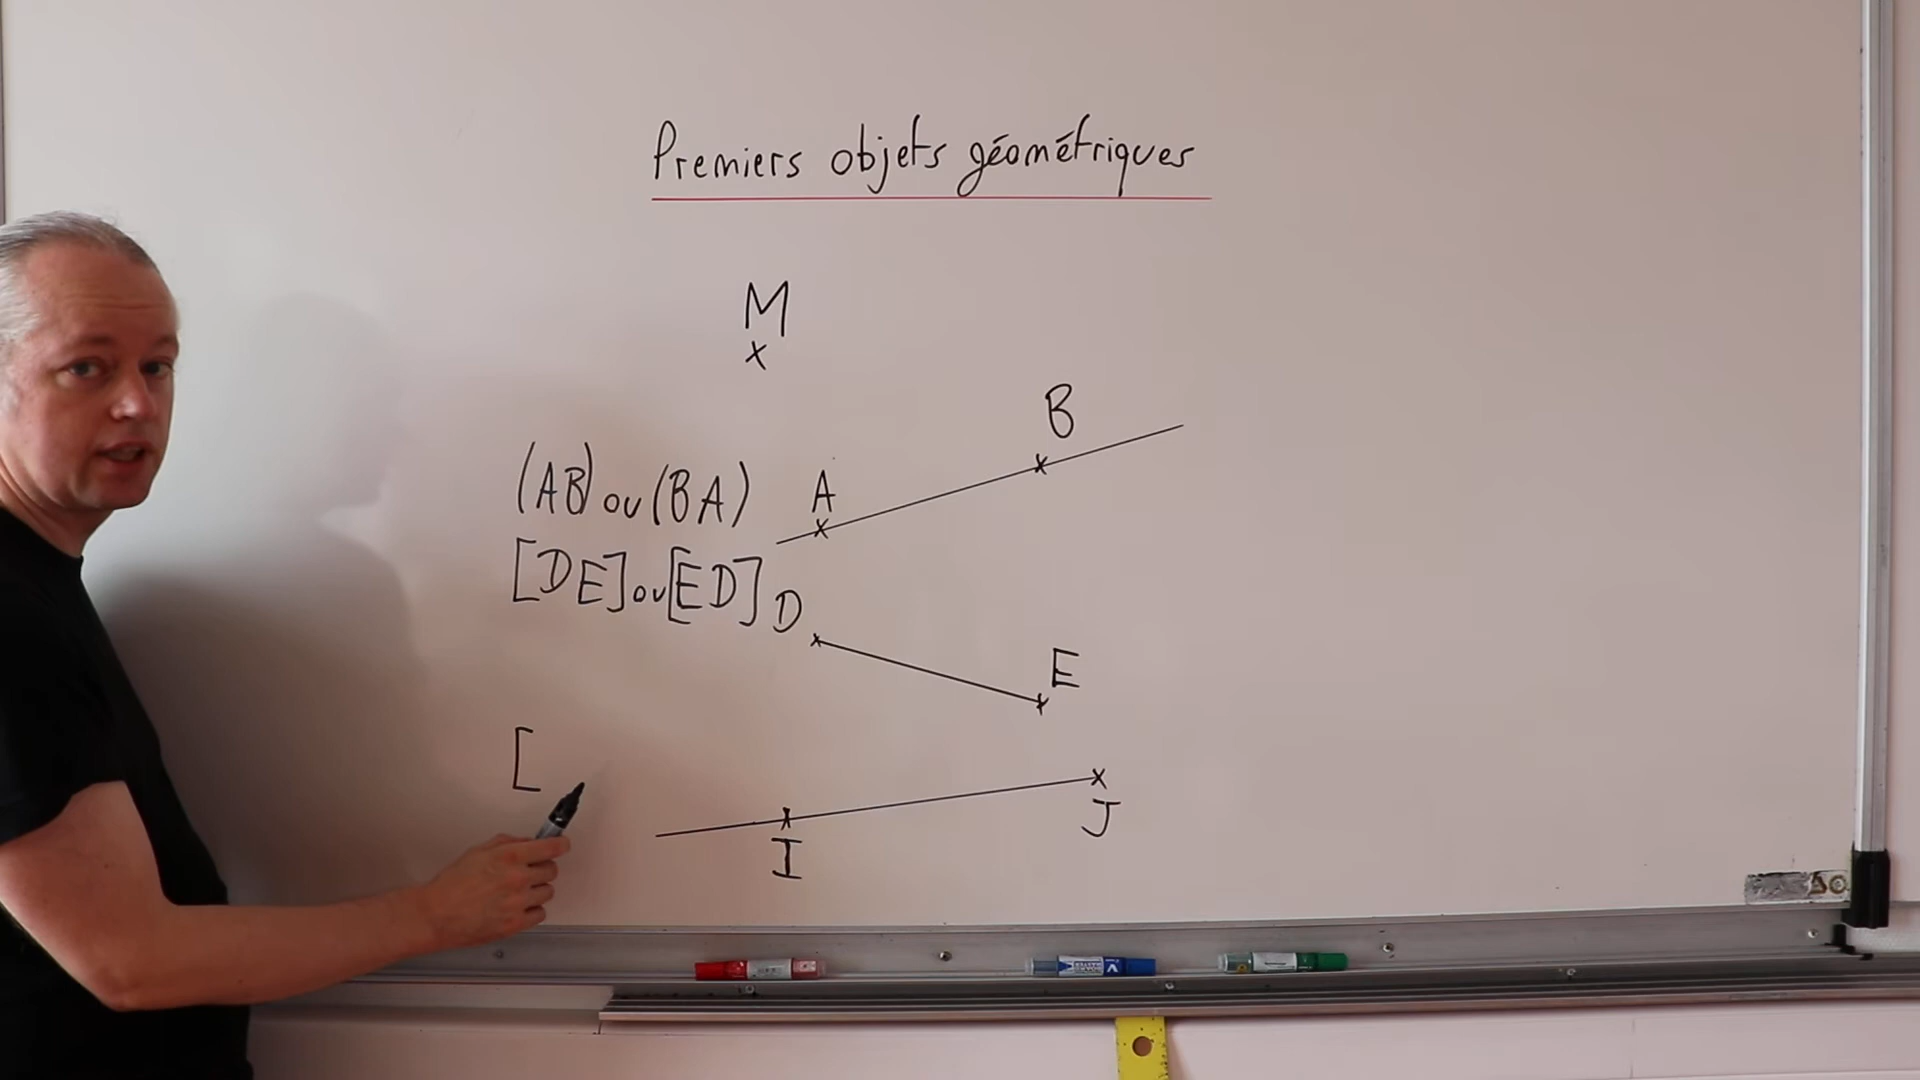 Premiers objets géométriques
M
B
(AB) ou (BA)
A
[DE] ou [ED]
D
E
[
J
I